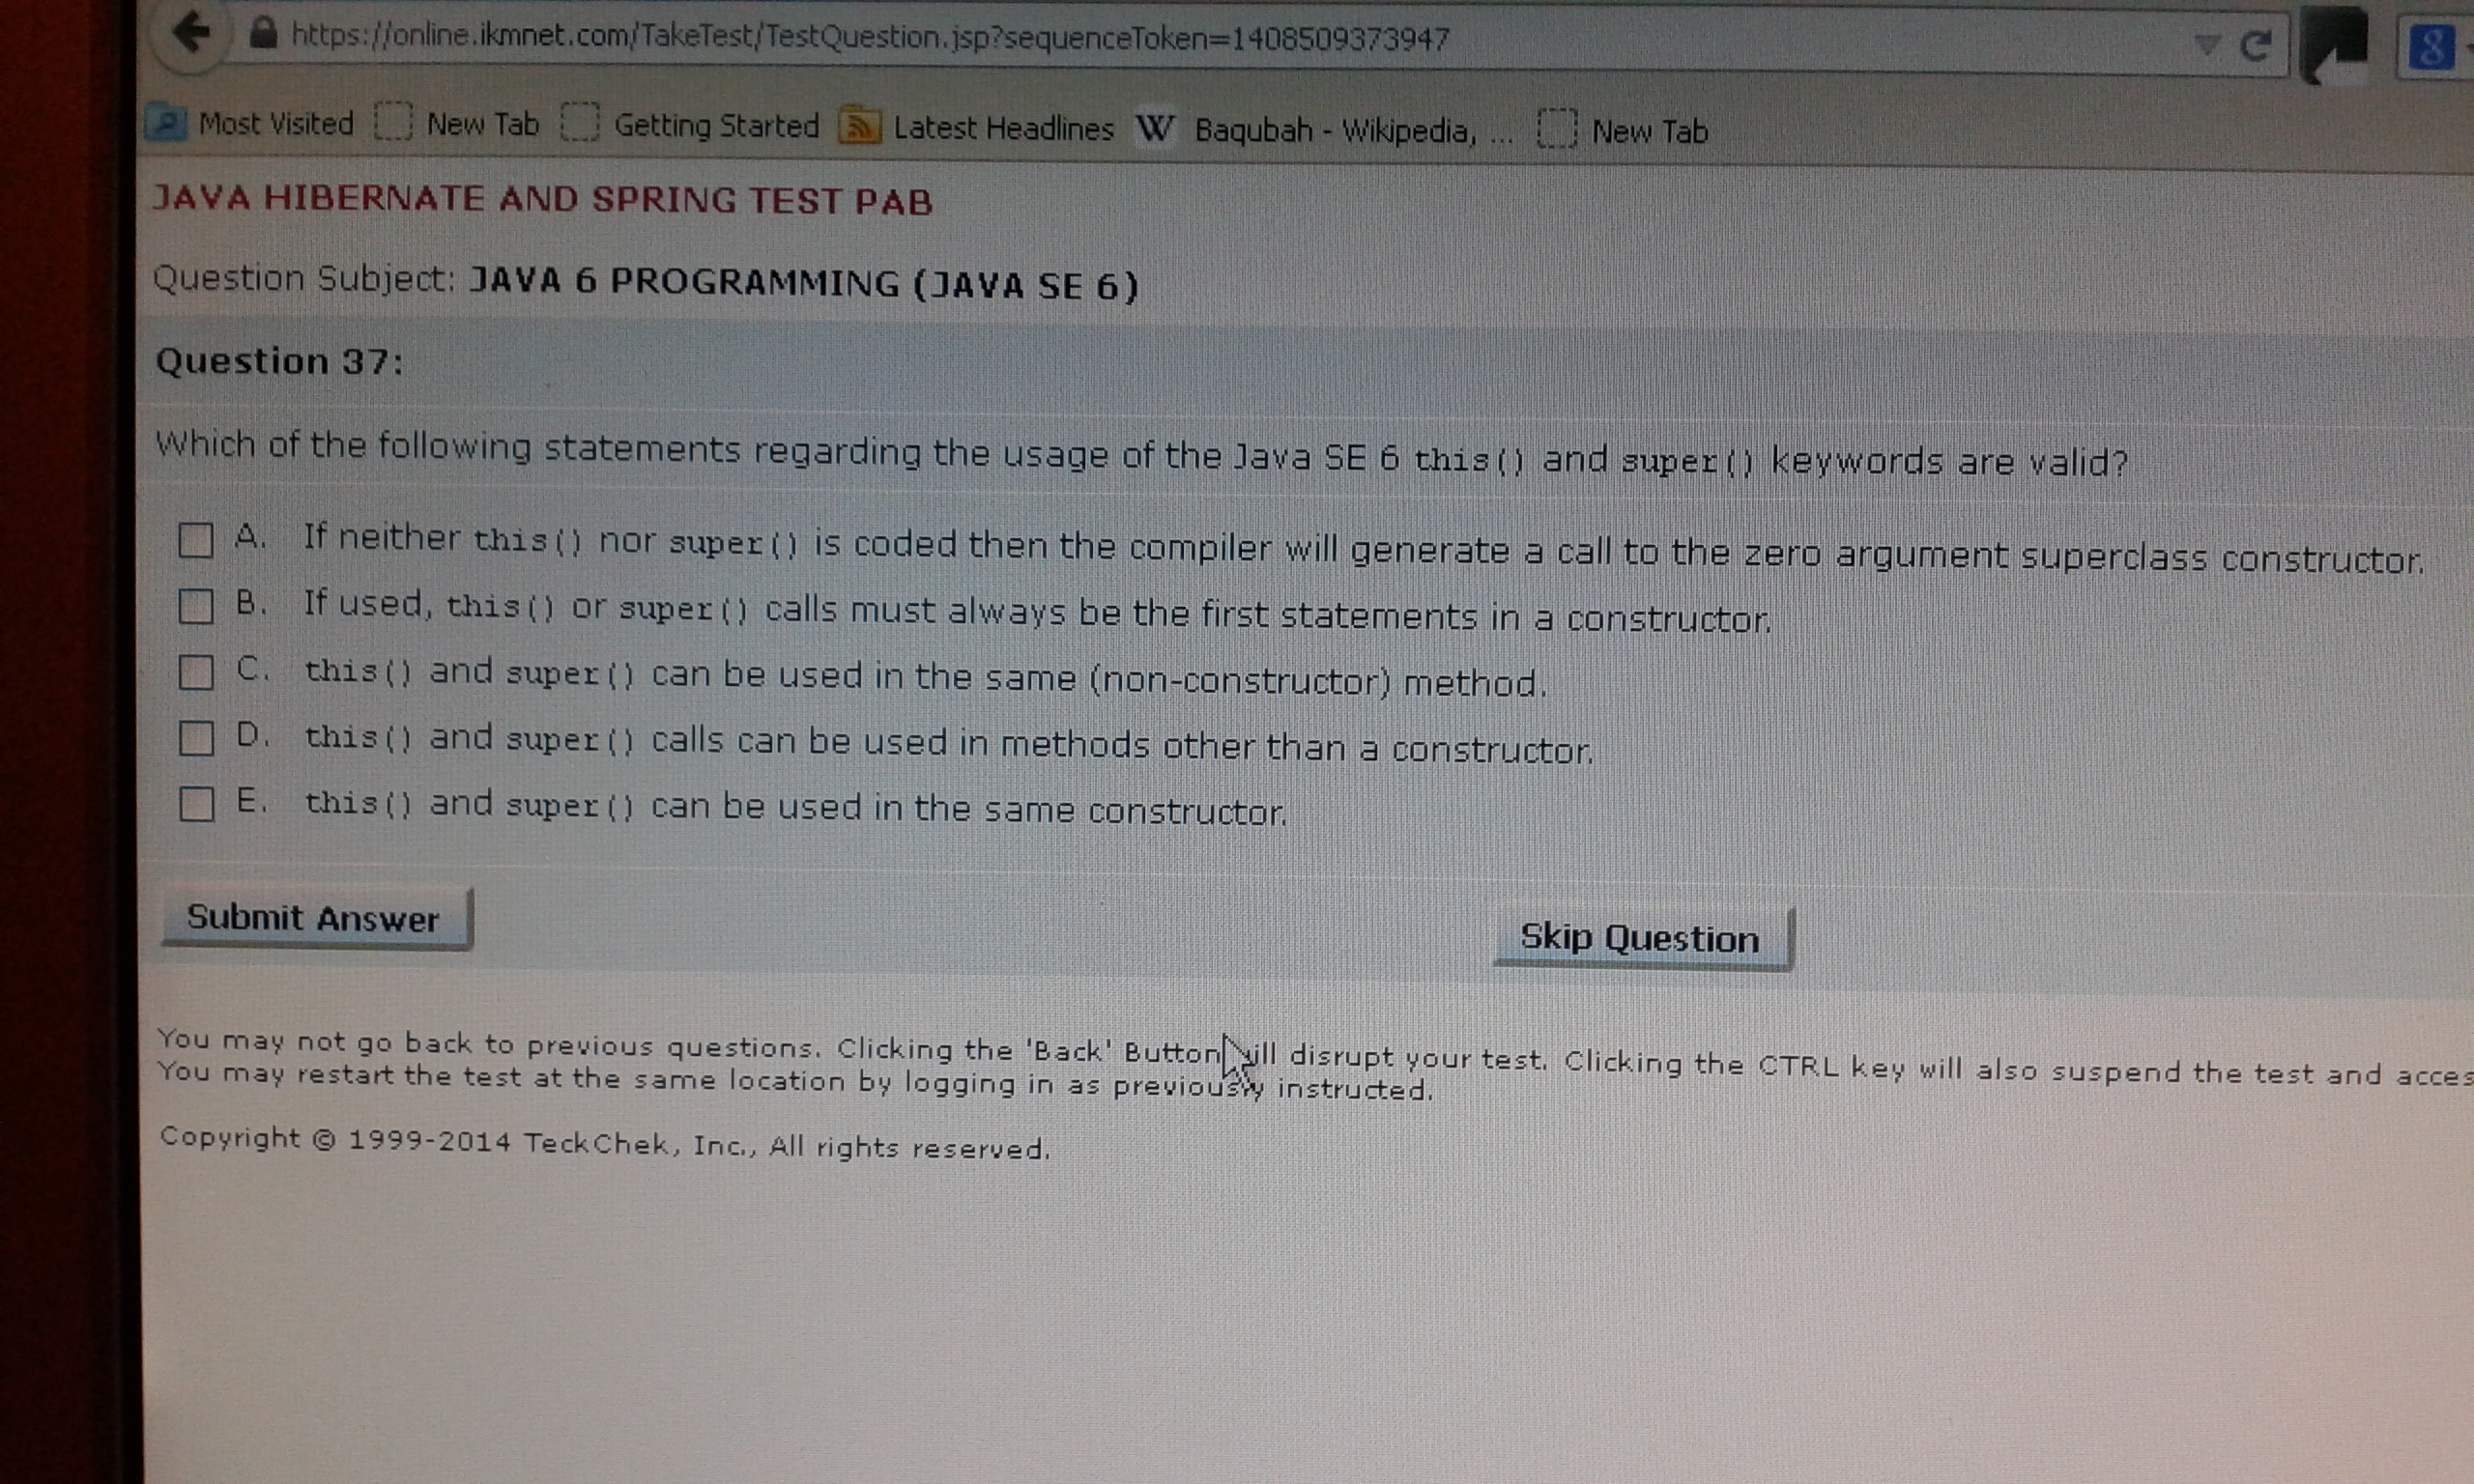 https://online.ikmnet.com/TakeTest/TestQuestion.jsp?sequenceToken=1408509373947
8
Most Visited New Tab Getting Started Latest Headlines W Baqubah - Wikipedia, ... New Tab
JAVA HIBERNATE AND SPRING TEST PAB
Question Subject: JAVA 6 PROGRAMMING (JAVA SE 6)
Question 37:
Which of the following statements regarding the usage of the Java SE 6 this() and super() keywords are valid?
A. If neither this() nor super() is coded then the compiler will generate a call to the zero argument superclass constructor.
B. If used, this() or super() calls must always be the first statements in a constructor.
C. this() and super() can be used in the same (non-constructor) method.
D. this() and super() calls can be used in methods other than a constructor.
E. this() and super() can be used in the same constructor.
Submit Answer Skip Question
You may not go back to previous questions. Clicking the 'Back' Button will disrupt your test. Clicking the CTRL key will also suspend the test and acces
You may restart the test at the same location by logging in as previously instructed.
Copyright © 1999-2014 TeckChek, Inc., All rights reserved.